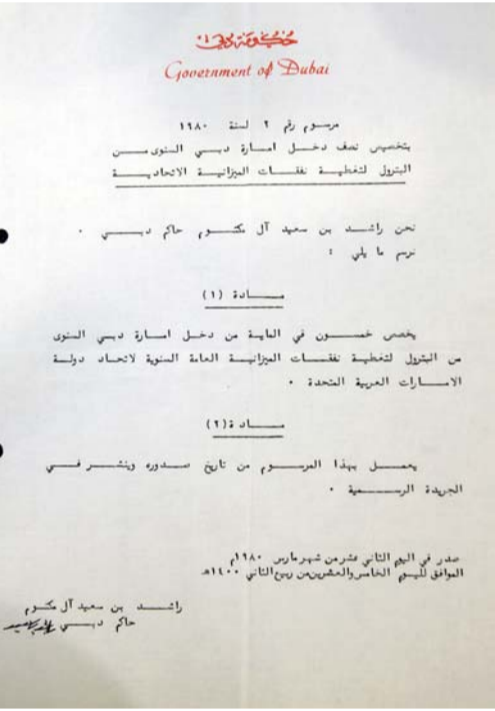 حكومة دبي
Government of Dubai
مرسوم رقم ٢ لسنة ١٩٨٠
بتخصيص نصف دخل امارة دبي السنوى من
البترول لتغطية نفقات الميزانية الاتحادية
نحن راشد بن سعيد آل مكتوم حاكم دبي .
نرسم ما يلي :
مادة (١)
يخصص خمسون في الماية من دخل امارة دبي السنوى
من البترول لتغطية نفقات الميزانية العامة السنوية لاتحاد دولة
الامارات العربية المتحدة .
مادة (٢)
يعمل بهذا المرسوم من تاريخ صدوره وينشر في
الجريدة الرسمية .
صدر في اليوم الثاني عشر من شهر مارس ١٩٨٠م
الموافق لليوم الخامس والعشرين من ربيع الثاني ١٤٠٠هـ
راشد بن سعيد آل مكتوم
حاكم دبي